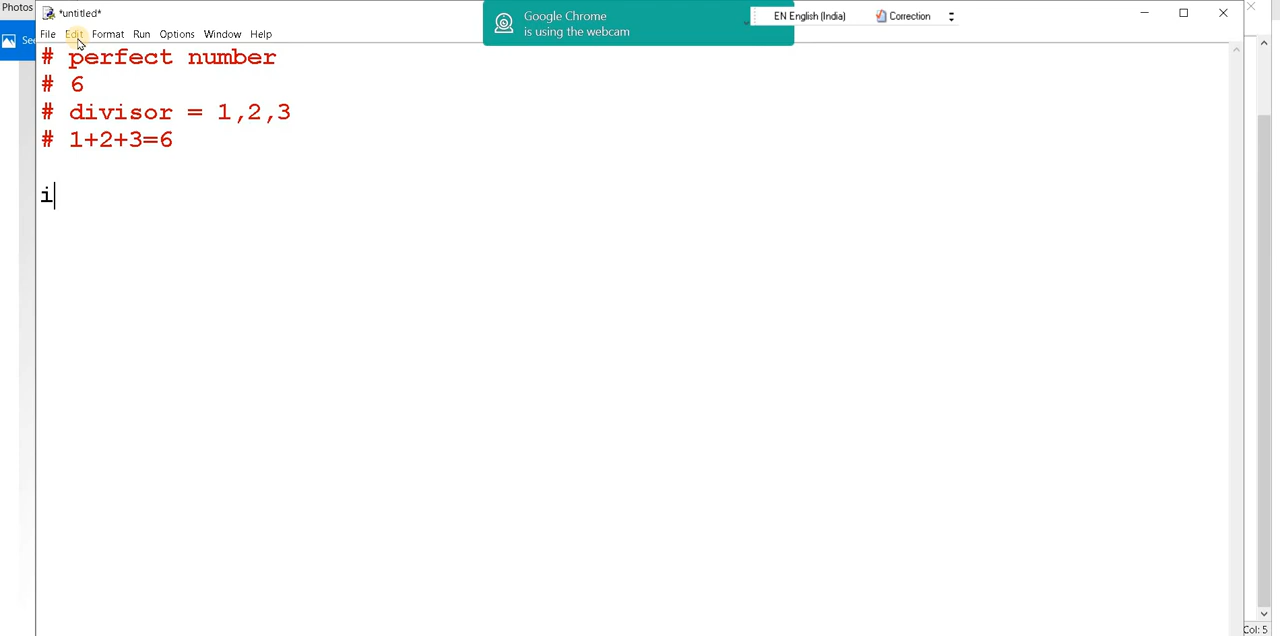 Photos
*untitled*
Google Chrome
is using the webcam
EN English (India) Correction
File Edit Format Run Options Window Help
# perfect number
# 6
# divisor = 1,2,3
# 1+2+3=6
i
Col: 5